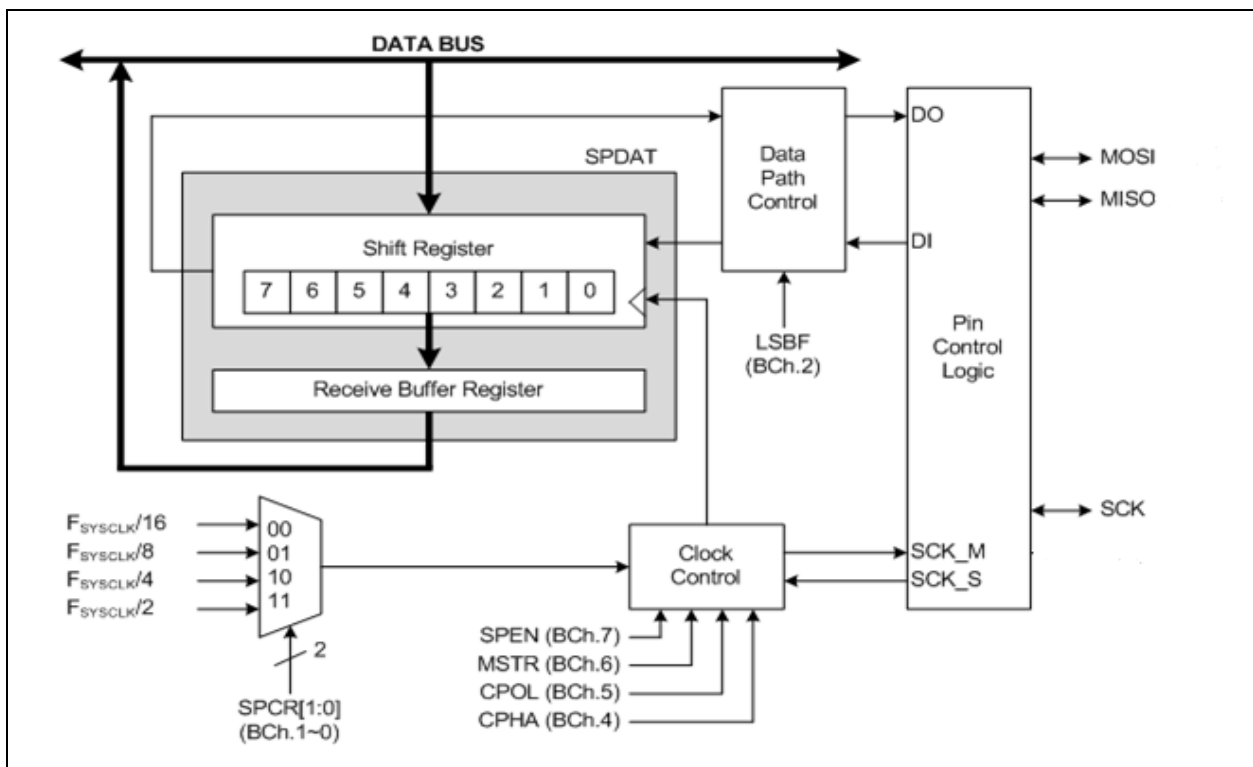 DATA BUS
SPDAT
Shift Register
7 6 5 4 3 2 1 0
Receive Buffer Register
Data
Path
Control
LSBF
(BCh.2)
DO
DI
Pin
Control
Logic
SCK_M
SCK_S
MOSI
MISO
SCK
FSYSCLK/16
FSYSCLK/8
FSYSCLK/4
FSYSCLK/2
00
01
10
11
2
SPCR[1:0]
(BCh.1~0)
Clock
Control
SPEN (BCh.7)
MSTR (BCh.6)
CPOL (BCh.5)
CPHA (BCh.4)